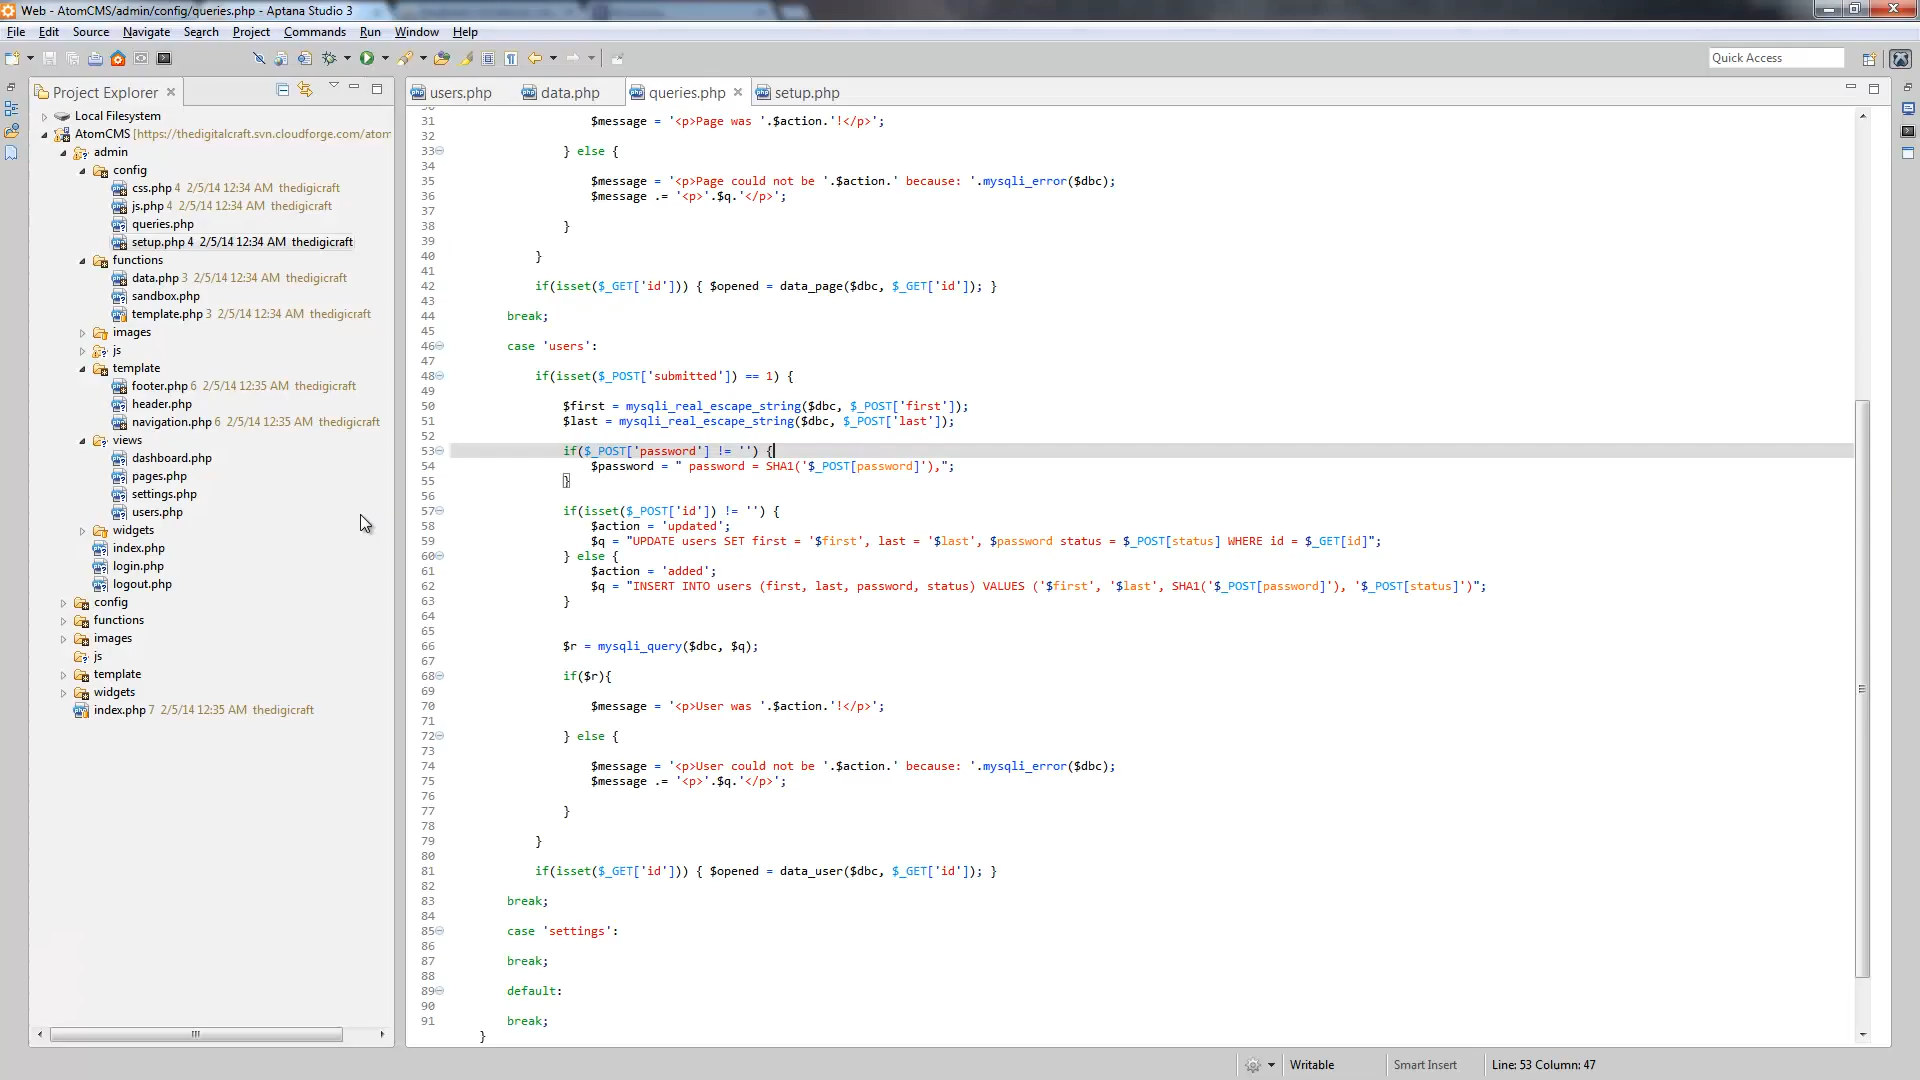 Web - AtomCMS/admin/config/queries.php - Aptana Studio 3
File Edit Source Navigate Search Project Commands Run Window Help
Quick Access
Project Explorer
users.php data.php queries.php setup.php
Local Filesystem
AtomCMS [https://thedigitalcraft.svn.cloudforge.com/atom
admin
config
css.php 4 2/5/14 12:34 AM thedigicraft
js.php 4 2/5/14 12:34 AM thedigicraft
queries.php
setup.php 4 2/5/14 12:34 AM thedigicraft
functions
data.php 3 2/5/14 12:34 AM thedigicraft
sandbox.php
template.php 3 2/5/14 12:34 AM thedigicraft
images
js
template
footer.php 6 2/5/14 12:35 AM thedigicraft
header.php
navigation.php 6 2/5/14 12:35 AM thedigicraft
views
dashboard.php
pages.php
settings.php
users.php
widgets
index.php
login.php
logout.php
config
functions
images
js
template
widgets
index.php 7 2/5/14 12:35 AM thedigicraft
31 $message = '<p>Page was '.$action.'!</p>';
32
33 } else {
34
35 $message = '<p>Page could not be '.$action.' because: '.mysqli_error($dbc);
36 $message .= '<p>'.$q.'</p>';
37
38 }
39
40 }
41
42 if(isset($_GET['id'])) { $opened = data_page($dbc, $_GET['id']); }
43
44 break;
45
46 case 'users':
47
48 if(isset($_POST['submitted']) == 1) {
49
50 $first = mysqli_real_escape_string($dbc, $_POST['first']);
51 $last = mysqli_real_escape_string($dbc, $_POST['last']);
52
53 if($_POST['password'] != '') {
54 $password = " password = SHA1('$_POST[password]'),";
55 }
56
57 if(isset($_POST['id']) != '') {
58 $action = 'updated';
59 $q = "UPDATE users SET first = '$first', last = '$last', $password status = $_POST[status] WHERE id = $_GET[id]";
60 } else {
61 $action = 'added';
62 $q = "INSERT INTO users (first, last, password, status) VALUES ('$first', '$last', SHA1('$_POST[password]'), '$_POST[status]')";
63 }
64
65
66 $r = mysqli_query($dbc, $q);
67
68 if($r){
69
70 $message = '<p>User was '.$action.'!</p>';
71
72 } else {
73
74 $message = '<p>User could not be '.$action.' because: '.mysqli_error($dbc);
75 $message .= '<p>'.$q.'</p>';
76
77 }
78
79 }
80
81 if(isset($_GET['id'])) { $opened = data_user($dbc, $_GET['id']); }
82
83 break;
84
85 case 'settings':
86
87 break;
88
89 default:
90
91 break;
}
Writable Smart Insert Line: 53 Column: 47